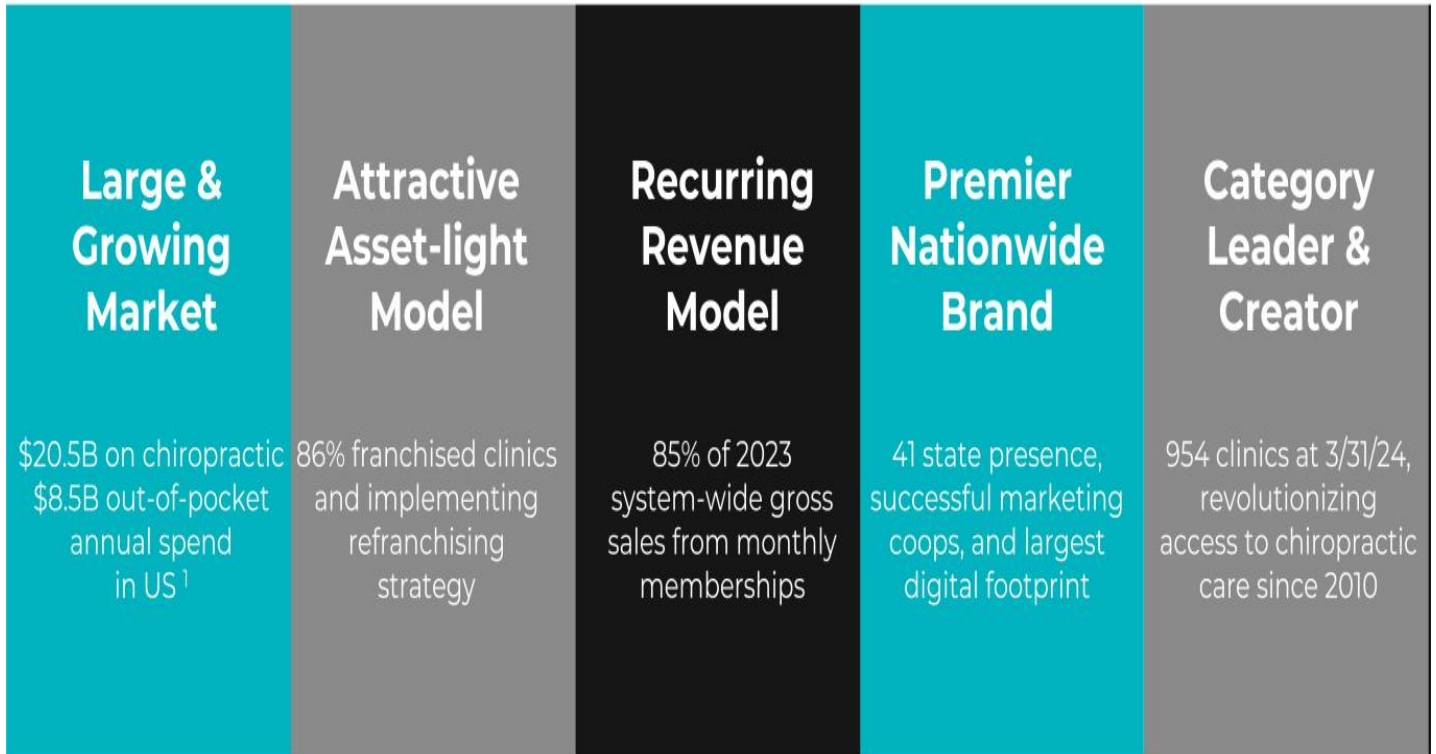 Large &
Growing
Market
$20.5B on chiropractic
$8.5B out-of-pocket
annual spend
in US 1
Attractive
Asset-light
Model
86% franchised clinics
and implementing
refranchising
strategy
Recurring
Revenue
Model
85% of 2023
system-wide gross
sales from monthly
memberships
Premier
Nationwide
Brand
41 state presence,
successful marketing
coops, and largest
digital footprint
Category
Leader &
Creator
954 clinics at 3/31/24,
revolutionizing
access to chiropractic
care since 2010